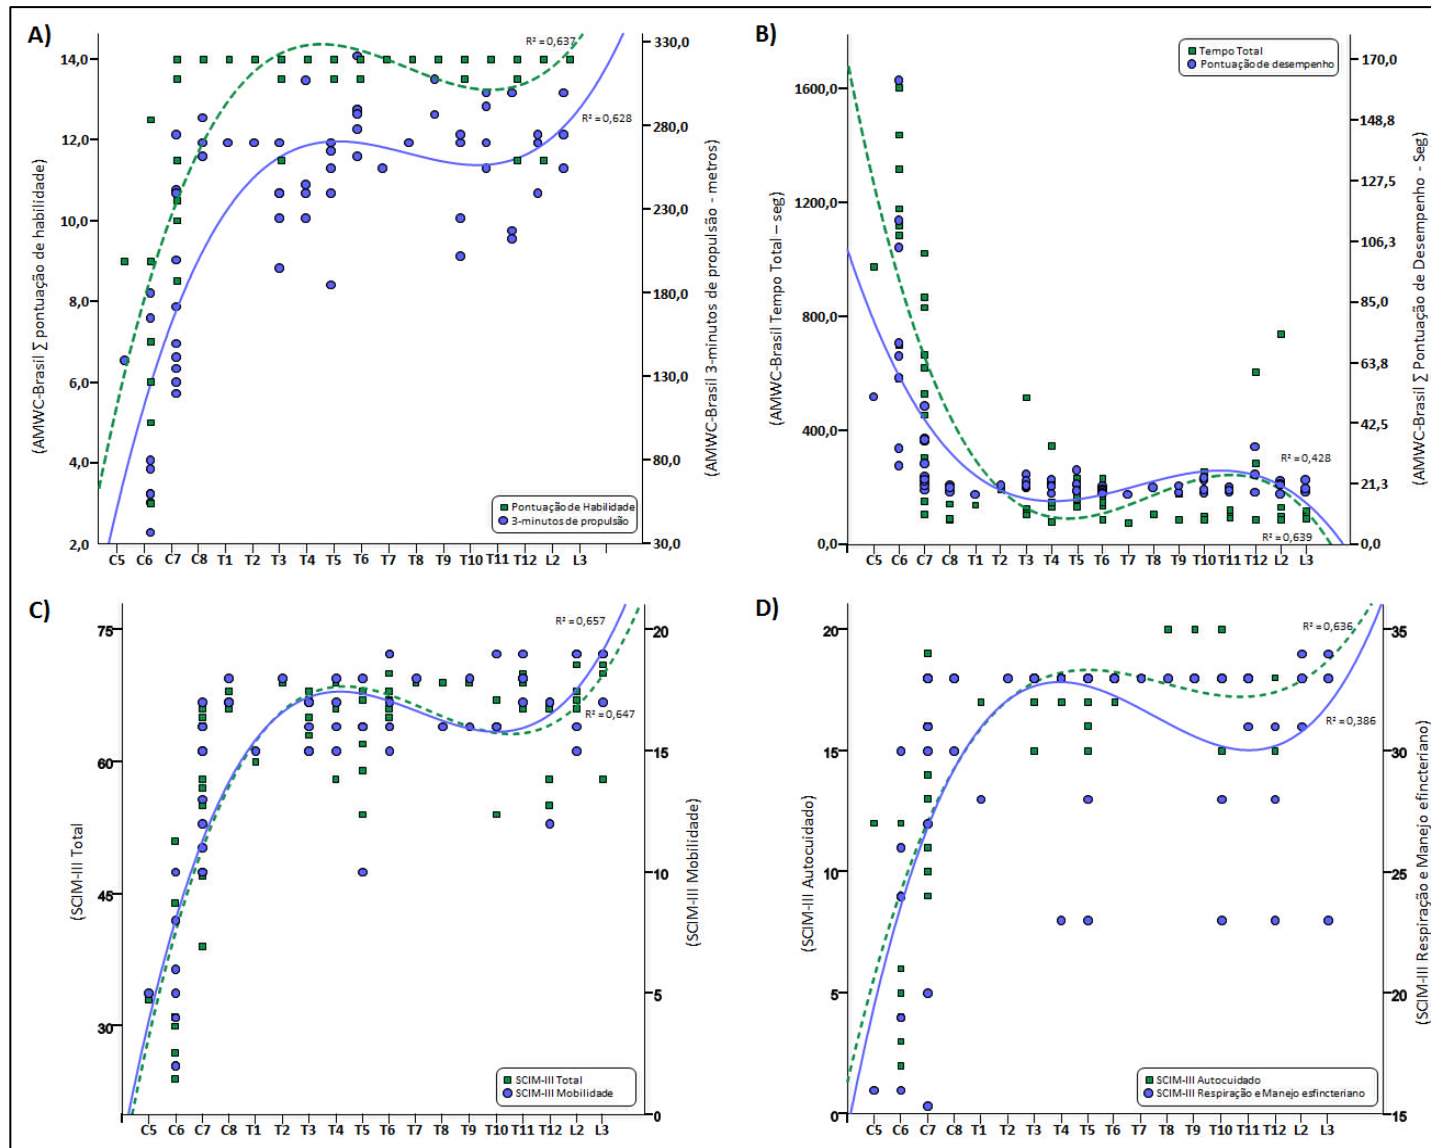 A)
(AMWC-Brasil ∑ pontuação de habilidade)
14,0
12,0
10,0
8,0
6,0
4,0
2,0
R² = 0,637
R² = 0,628
330,0
280,0
230,0
180,0
130,0
80,0
30,0
(AMWC-Brasil 3-minutos de propulsão - metros)
Pontuação de Habilidade
3-minutos de propulsão
C5 C6 C7 C8 T1 T2 T3 T4 T5 T6 T7 T8 T9 T10 T11 T12 L2 L3
B)
(AMWC-Brasil Tempo Total – seg)
1600,0
1200,0
800,0
400,0
0,0
Tempo Total
Pontuação de desempenho
170,0
148,8
127,5
106,3
85,0
63,8
42,5
21,3
0,0
(AMWC-Brasil ∑ Pontuação de Desempenho - Seg)
R² = 0,428
R² = 0,639
C5 C6 C7 C8 T1 T2 T3 T4 T5 T6 T7 T8 T9 T10 T11 T12 L2 L3
C)
(SCIM-III Total
75
60
45
30
R² = 0,657
R² = 0,647
20
15
10
5
0
(SCIM-III Mobilidade)
SCIM-III Total
SCIM-III Mobilidade
C5 C6 C7 C8 T1 T2 T3 T4 T5 T6 T7 T8 T9 T10 T11 T12 L2 L3
D)
(SCIM-III Autocuidado)
20
15
10
5
0
R² = 0,636
R² = 0,386
35
30
25
20
15
(SCIM-III Respiração e Manejo efincteriano)
SCIM-III Autocuidado
SCIM-III Respiração e Manejo esfincteriano
C5 C6 C7 C8 T1 T2 T3 T4 T5 T6 T7 T8 T9 T10 T11 T12 L2 L3